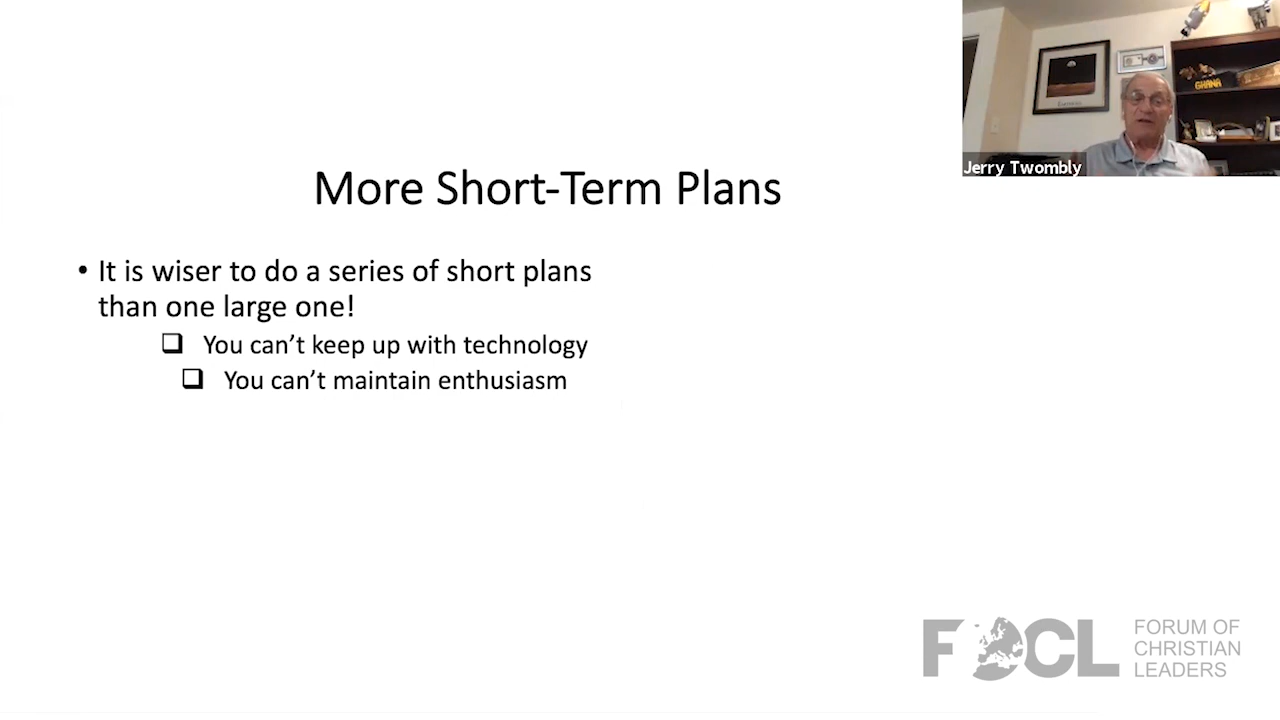 More Short-Term Plans
• It is wiser to do a series of short plans
than one large one!
❑ You can’t keep up with technology
❑ You can’t maintain enthusiasm
GHANA
Jerry Twombly
FOCL
FORUM OF
CHRISTIAN
LEADERS